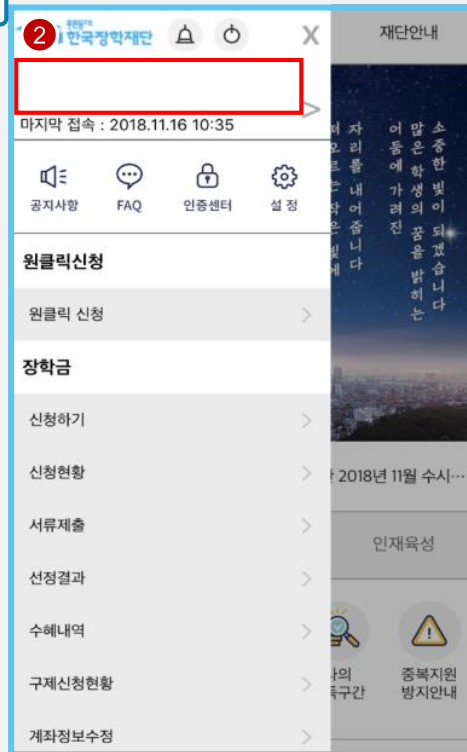 2
한국장학재단
X
재단안내
>
마지막 접속 : 2018.11.16 10:35
공지사항
FAQ
인증센터
설 정
원클릭신청
원클릭 신청
장학금
신청하기
신청현황
서류제출
선정결과
수혜내역
구제신청현황
계좌정보수정
소중한 빛이 되겠습니다
많은 학생의 꿈을 밝히는
어둠에 가려진
자리를 내어줍니다
2018년 11월 수시…
인재육성
중복지원
방지안내